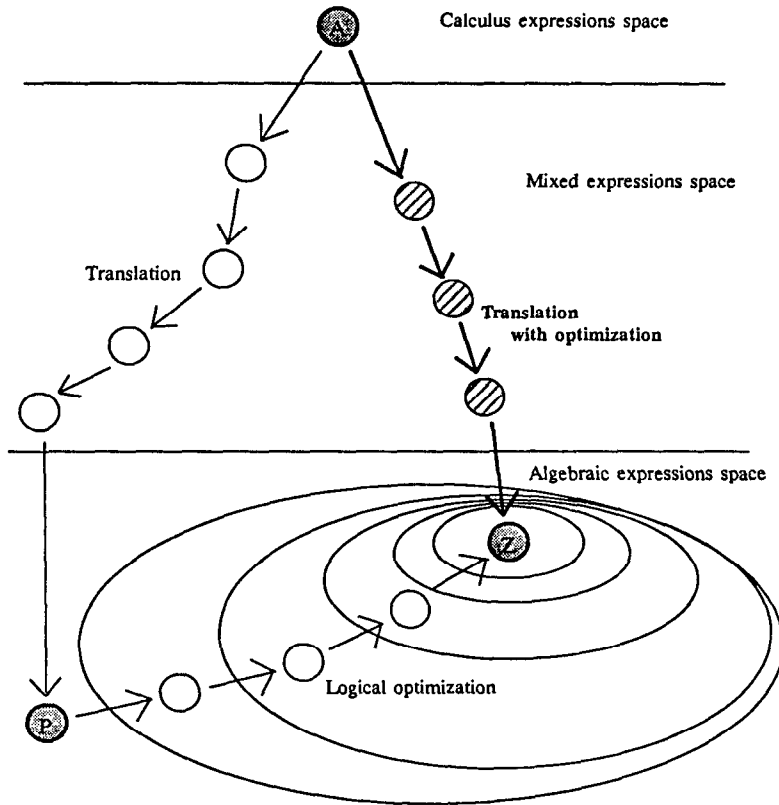 A
Calculus expressions space
Mixed expressions space
Translation
Translation
with optimization
Algebraic expressions space
Z
Logical optimization
P